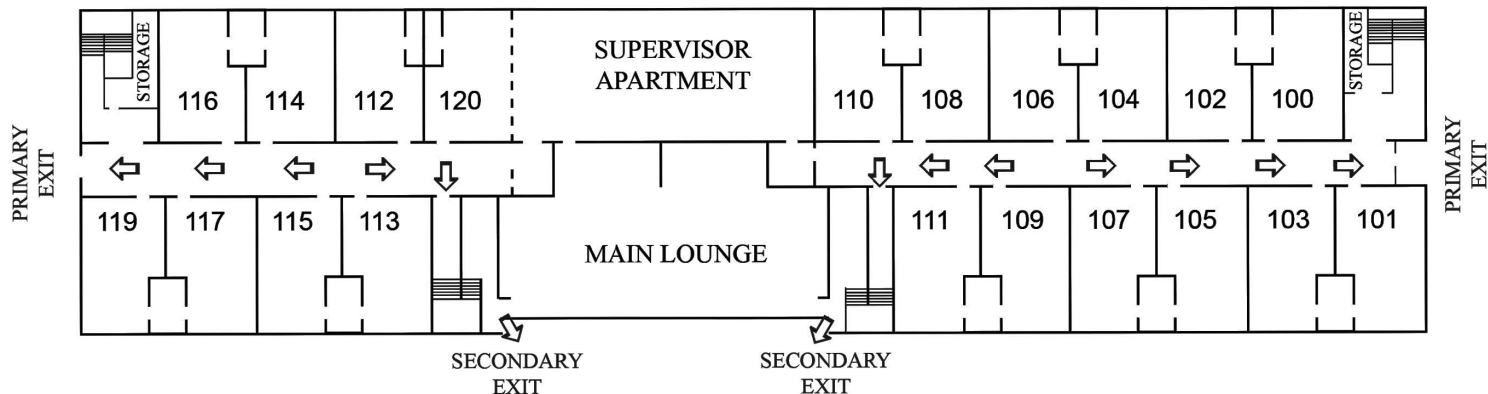 STORAGE
SUPERVISOR
APARTMENT
STORAGE
116
114
112
120
110
108
106
104
102
100
PRIMARY
EXIT
PRIMARY
EXIT
119
117
115
113
111
109
107
105
103
101
MAIN LOUNGE
SECONDARY
EXIT
SECONDARY
EXIT